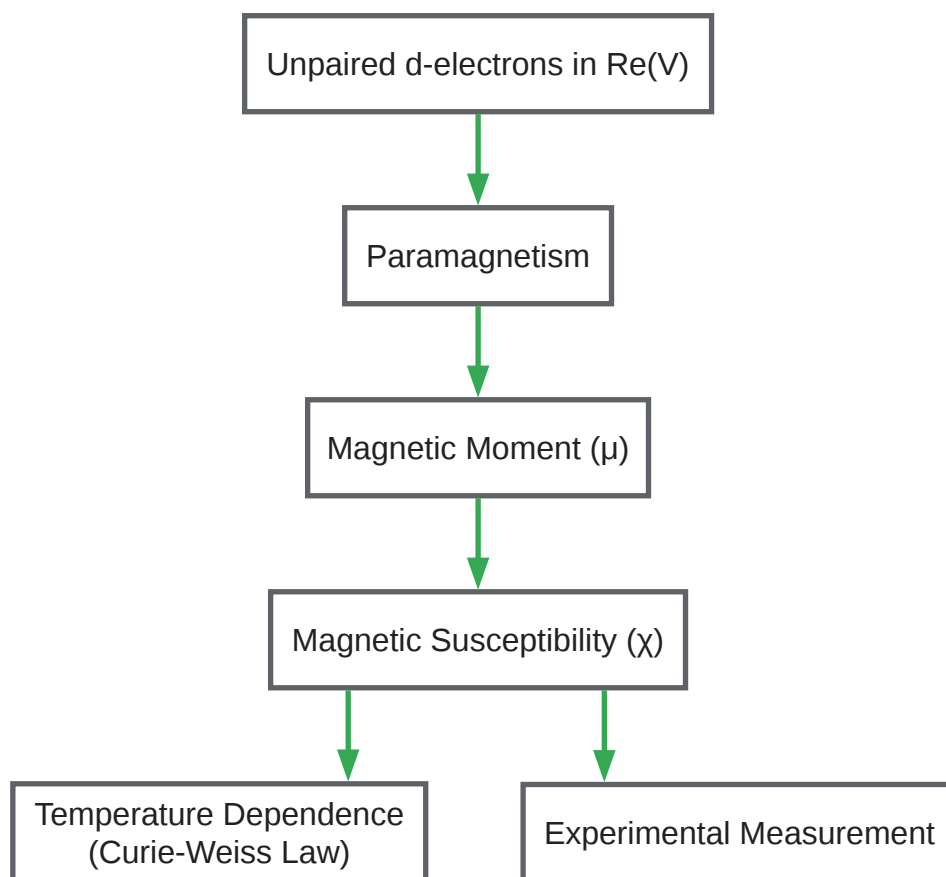 Unpaired d-electrons in Re(V)
Paramagnetism
Magnetic Moment (μ)
Magnetic Susceptibility (χ)
Temperature Dependence
(Curie-Weiss Law)
Experimental Measurement